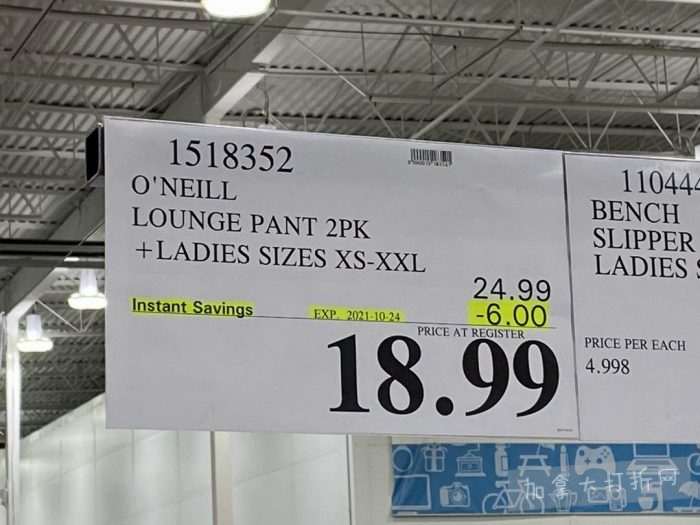 1518352
O'NEILL
LOUNGE PANT 2PK
+LADIES SIZES XS-XXL
24.99
Instant Savings EXP. 2021-10-24 -6.00
PRICE AT REGISTER
18.99
110444
BENCH
SLIPPER
LADIES S
PRICE PER EACH
4.998
加拿大打折网